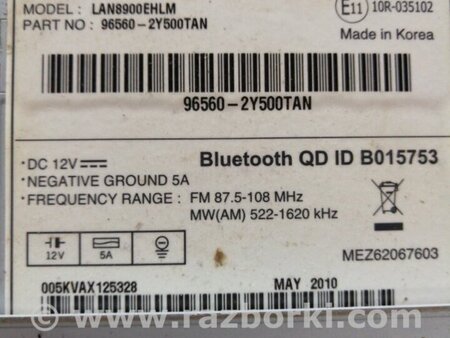 MODEL : LAN8900EHLM
PART NO : 96560-2Y500TAN
E11 10R-035102
Made in Korea
96560-2Y500TAN
·DC 12V
Bluetooth QD ID B015753
·NEGATIVE GROUND 5A
·FREQUENCY RANGE : FM 87.5-108 MHz
MW(AM) 522-1620 kHz
12V
5A
MEZ62067603
005KVAX125328
MAY 2010
© www.razborki.com